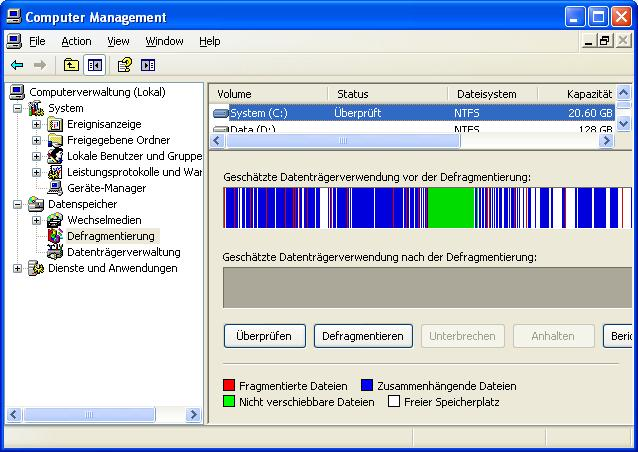 Computer Management
File Action View Window Help
Computerverwaltung (Lokal)
System
Ereignisanzeige
Freigegebene Ordner
Lokale Benutzer und Gruppe
Leistungsprotokolle und War
Geräte-Manager
Datenspeicher
Wechselmedien
Defragmentierung
Datenträgerverwaltung
Dienste und Anwendungen
Volume Status Dateisystem Kapazität
System (C:) Überprüft NTFS 20.60 GB
Data (D:) NTFS 128 GB
Geschätzte Datenträgerverwendung vor der Defragmentierung:
Geschätzte Datenträgerverwendung nach der Defragmentierung:
Überprüfen Defragmentieren Unterbrechen Anhalten Beri
Fragmentierte Dateien Zusammenhängende Dateien
Nicht verschiebbare Dateien Freier Speicherplatz